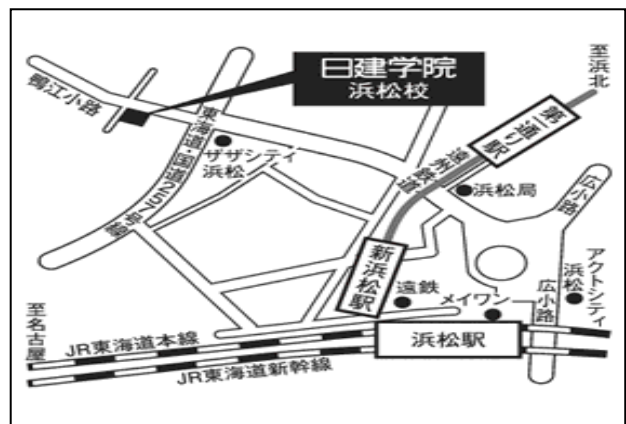 日建学院
浜松校
至浜北
鴨江小路
東海道・国道257号線
ザザシティ
浜松
第一通り駅
遠州鉄道
浜松局
広小路
新浜松駅
遠鉄
メイワン
広小路
アクトシティ
浜松
至名古屋
JR東海道本線
浜松駅
JR東海道新幹線